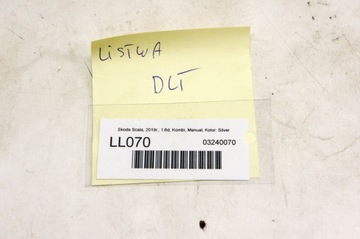 LISTWA
DLT
Skoda Scala, 2019r., 1.6d, Kombi, Manual, Kolor: Silver
LL070
03240070